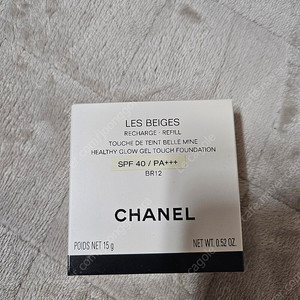 LES BEIGES
RECHARGE - REFILL
TOUCHE DE TEINT BELLE MINE
HEALTHY GLOW GEL TOUCH FOUNDATION
SPF 40 / PA+++
BR12
CHANEL
POIDS NET 15 g NET WT. 0.52 OZ.